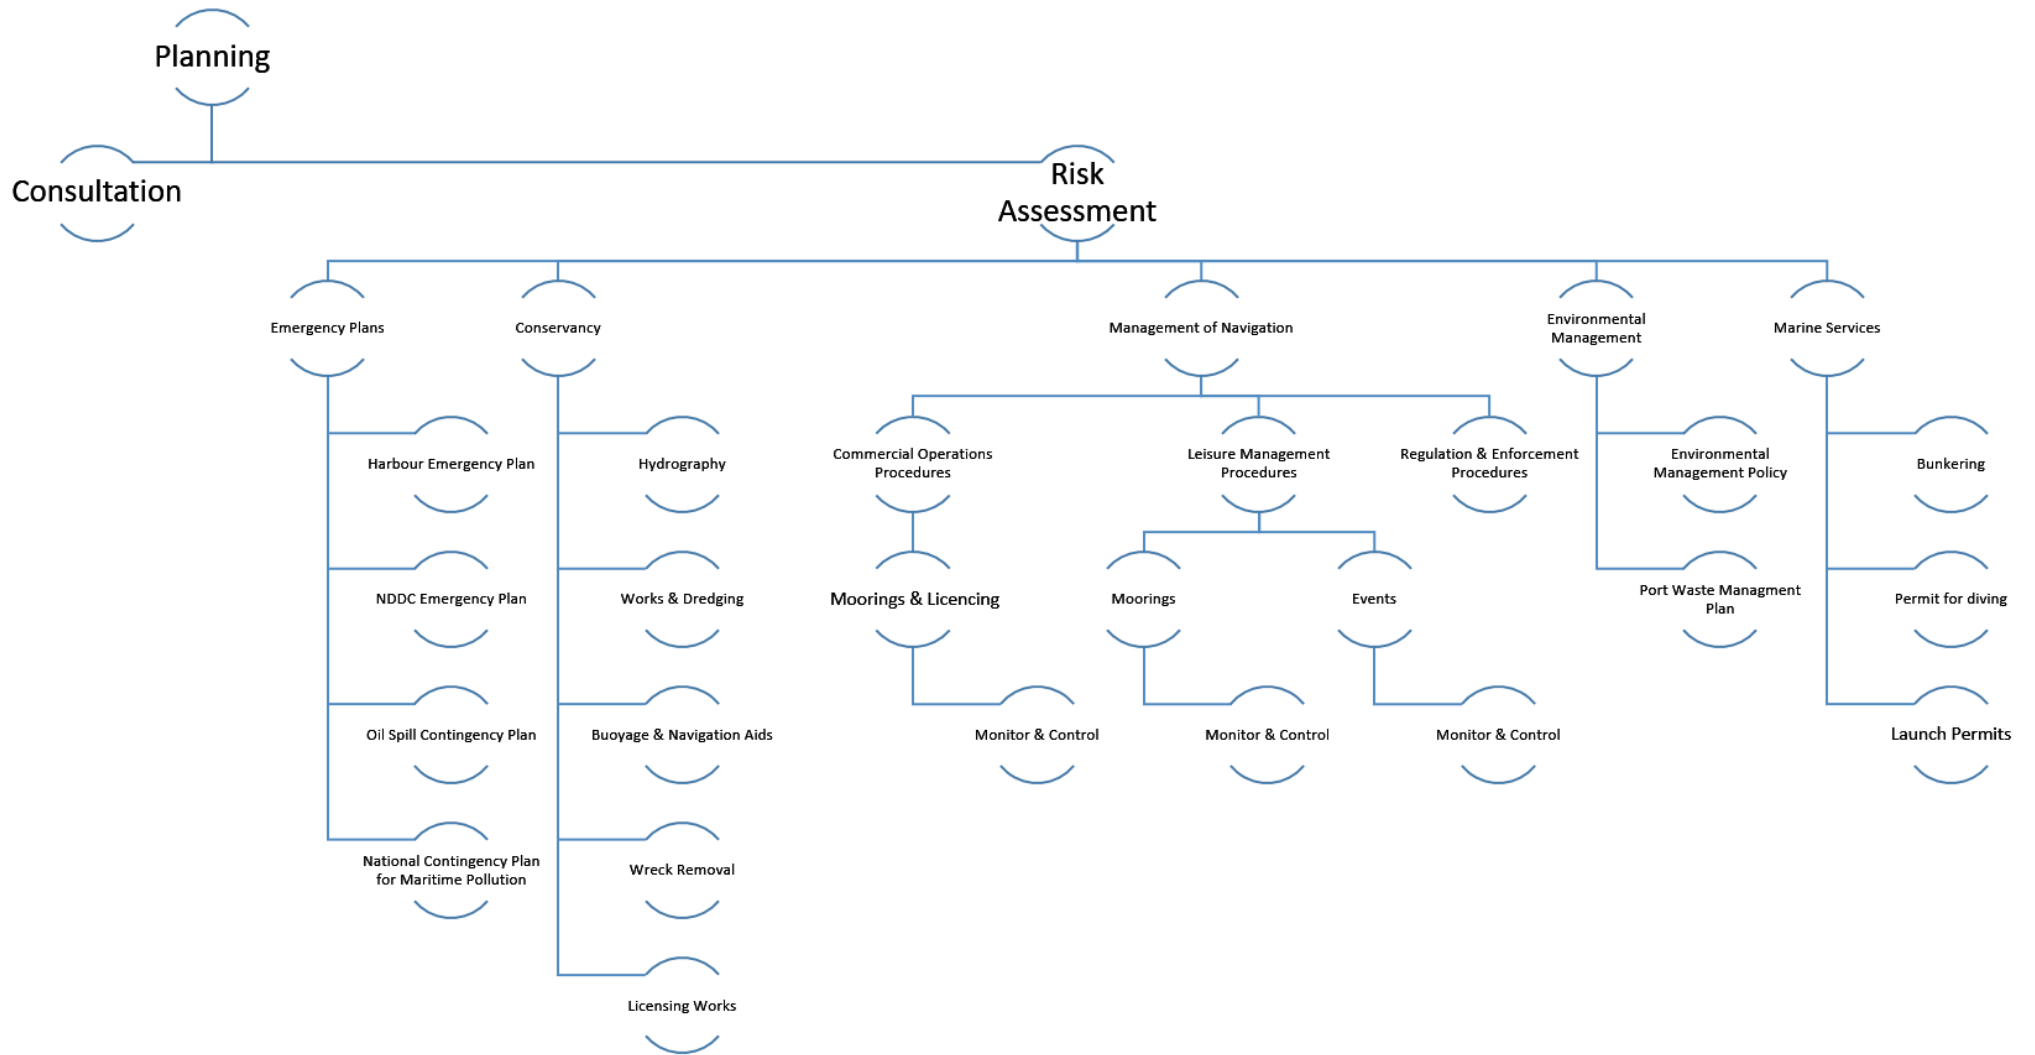 Planning
Consultation
Risk
Assessment
Emergency Plans
Conservancy
Management of Navigation
Environmental
Management
Marine Services
Harbour Emergency Plan
Hydrography
Commercial Operations
Procedures
Leisure Management
Procedures
Regulation & Enforcement
Procedures
Environmental
Management Policy
Bunkering
NDDC Emergency Plan
Works & Dredging
Moorings & Licencing
Moorings
Events
Port Waste Managment
Plan
Permit for diving
Oil Spill Contingency Plan
Buoyage & Navigation Aids
Monitor & Control
Monitor & Control
Monitor & Control
Launch Permits
National Contingency Plan
for Maritime Pollution
Wreck Removal
Licensing Works